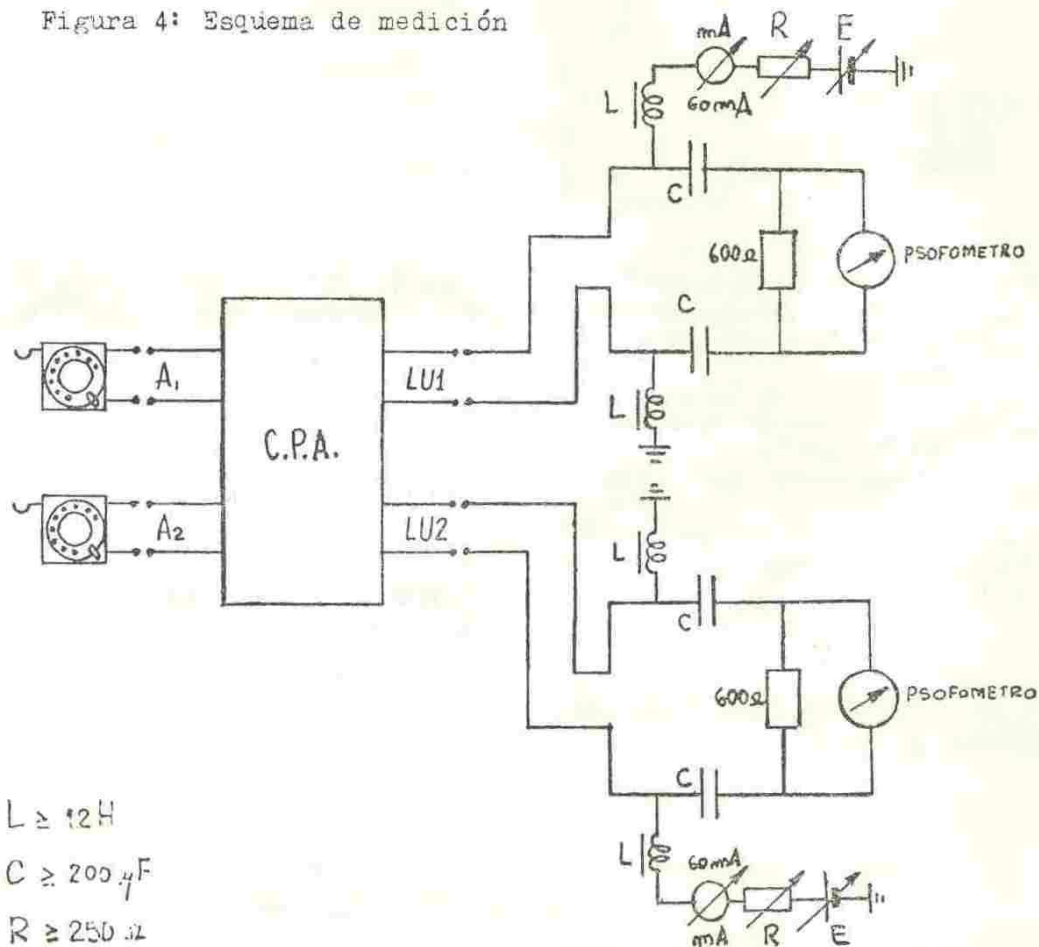 Figura 4: Esquema de medición
mA R E
L 60mA
C
600Ω PSOFOMETRO
C
A1 LU1
L
C.P.A.
A2 LU2
L
C
600Ω PSOFOMETRO
C
L 60mA
mA R E
L ≥ 12H
C ≥ 200 μF
R ≥ 250 Ω